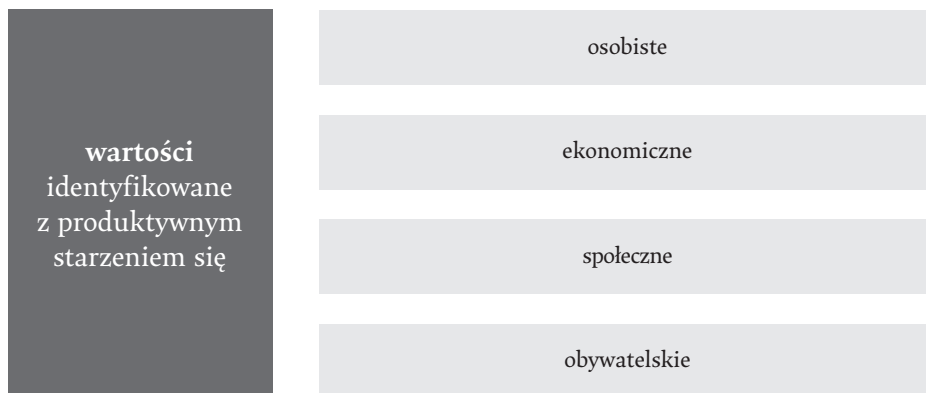 wartości
identyfikowane
z produktywnym
starzeniem się
osobiste
ekonomiczne
społeczne
obywatelskie